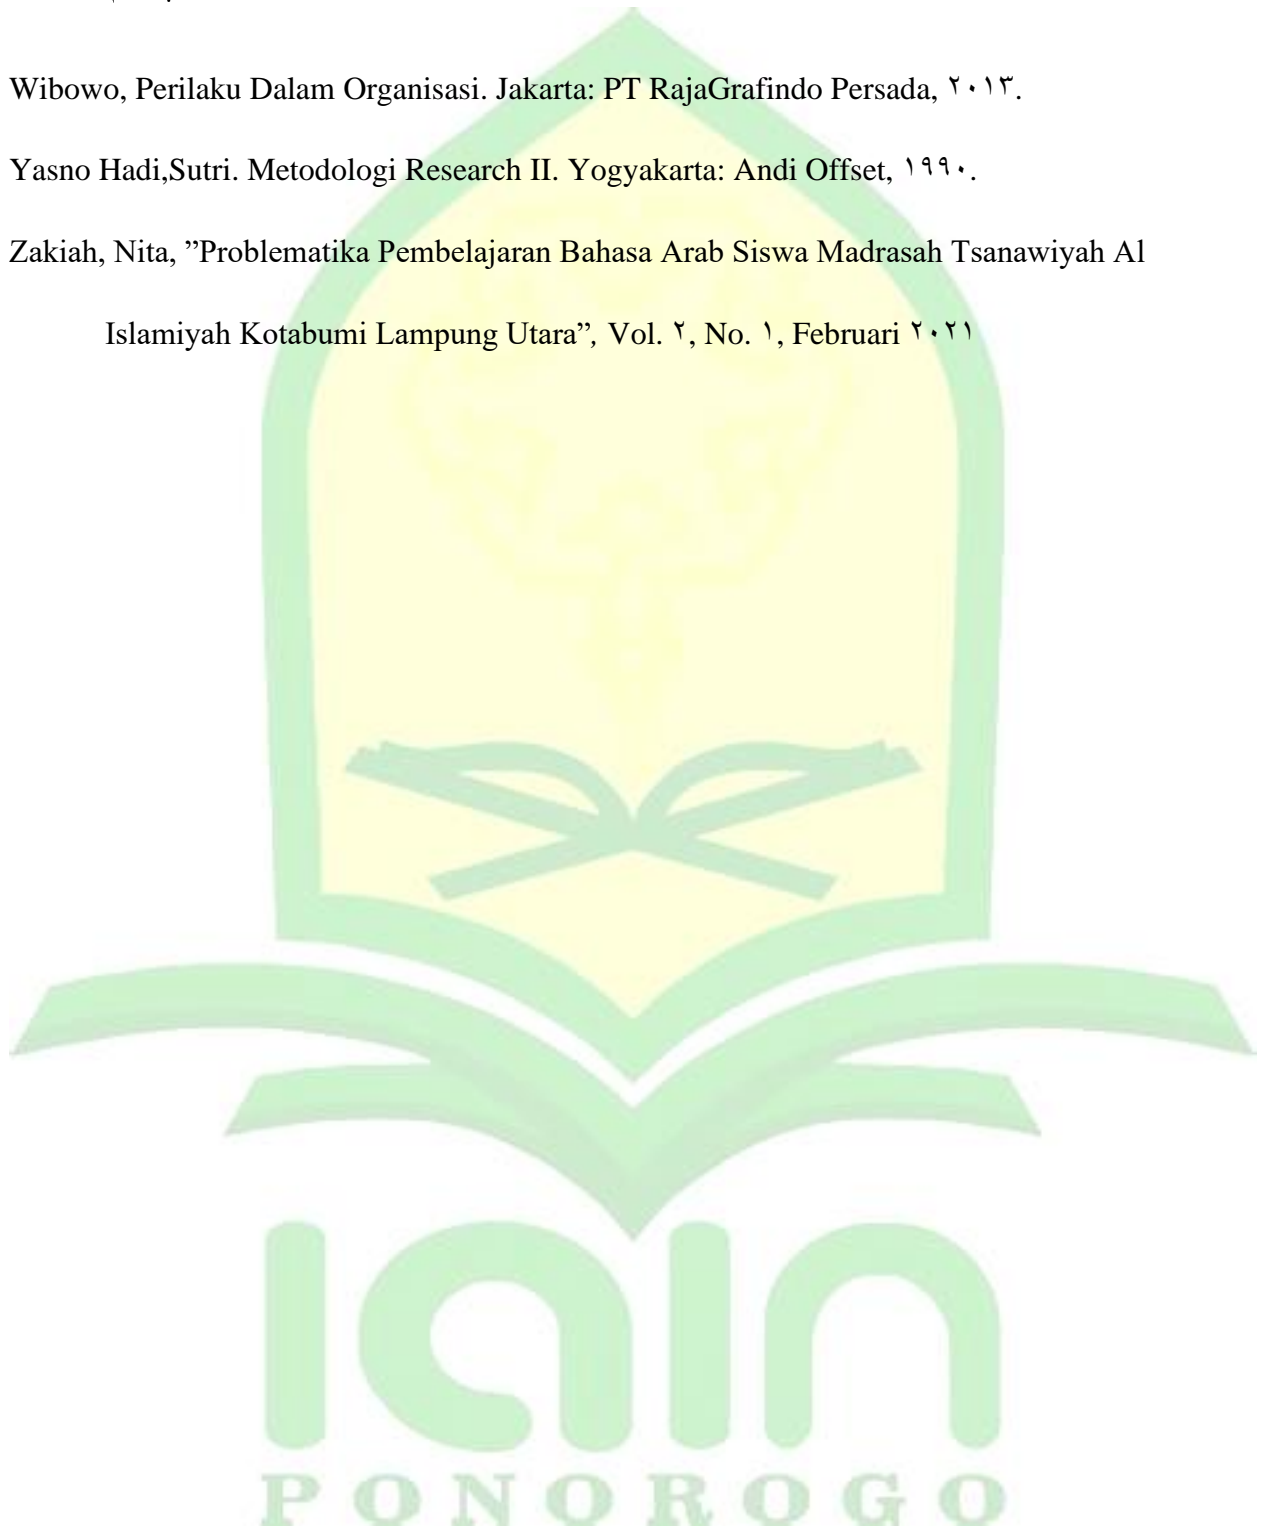 Wibowo, Perilaku Dalam Organisasi. Jakarta: PT RajaGrafindo Persada, ٢٠١٣.
Yasno Hadi,Sutri. Metodologi Research II. Yogyakarta: Andi Offset, ١٩٩٠.
Zakiah, Nita, ”Problematika Pembelajaran Bahasa Arab Siswa Madrasah Tsanawiyah Al
Islamiyah Kotabumi Lampung Utara”, Vol. ٢, No. ١, Februari ٢٠٢١
iain
PONOROGO